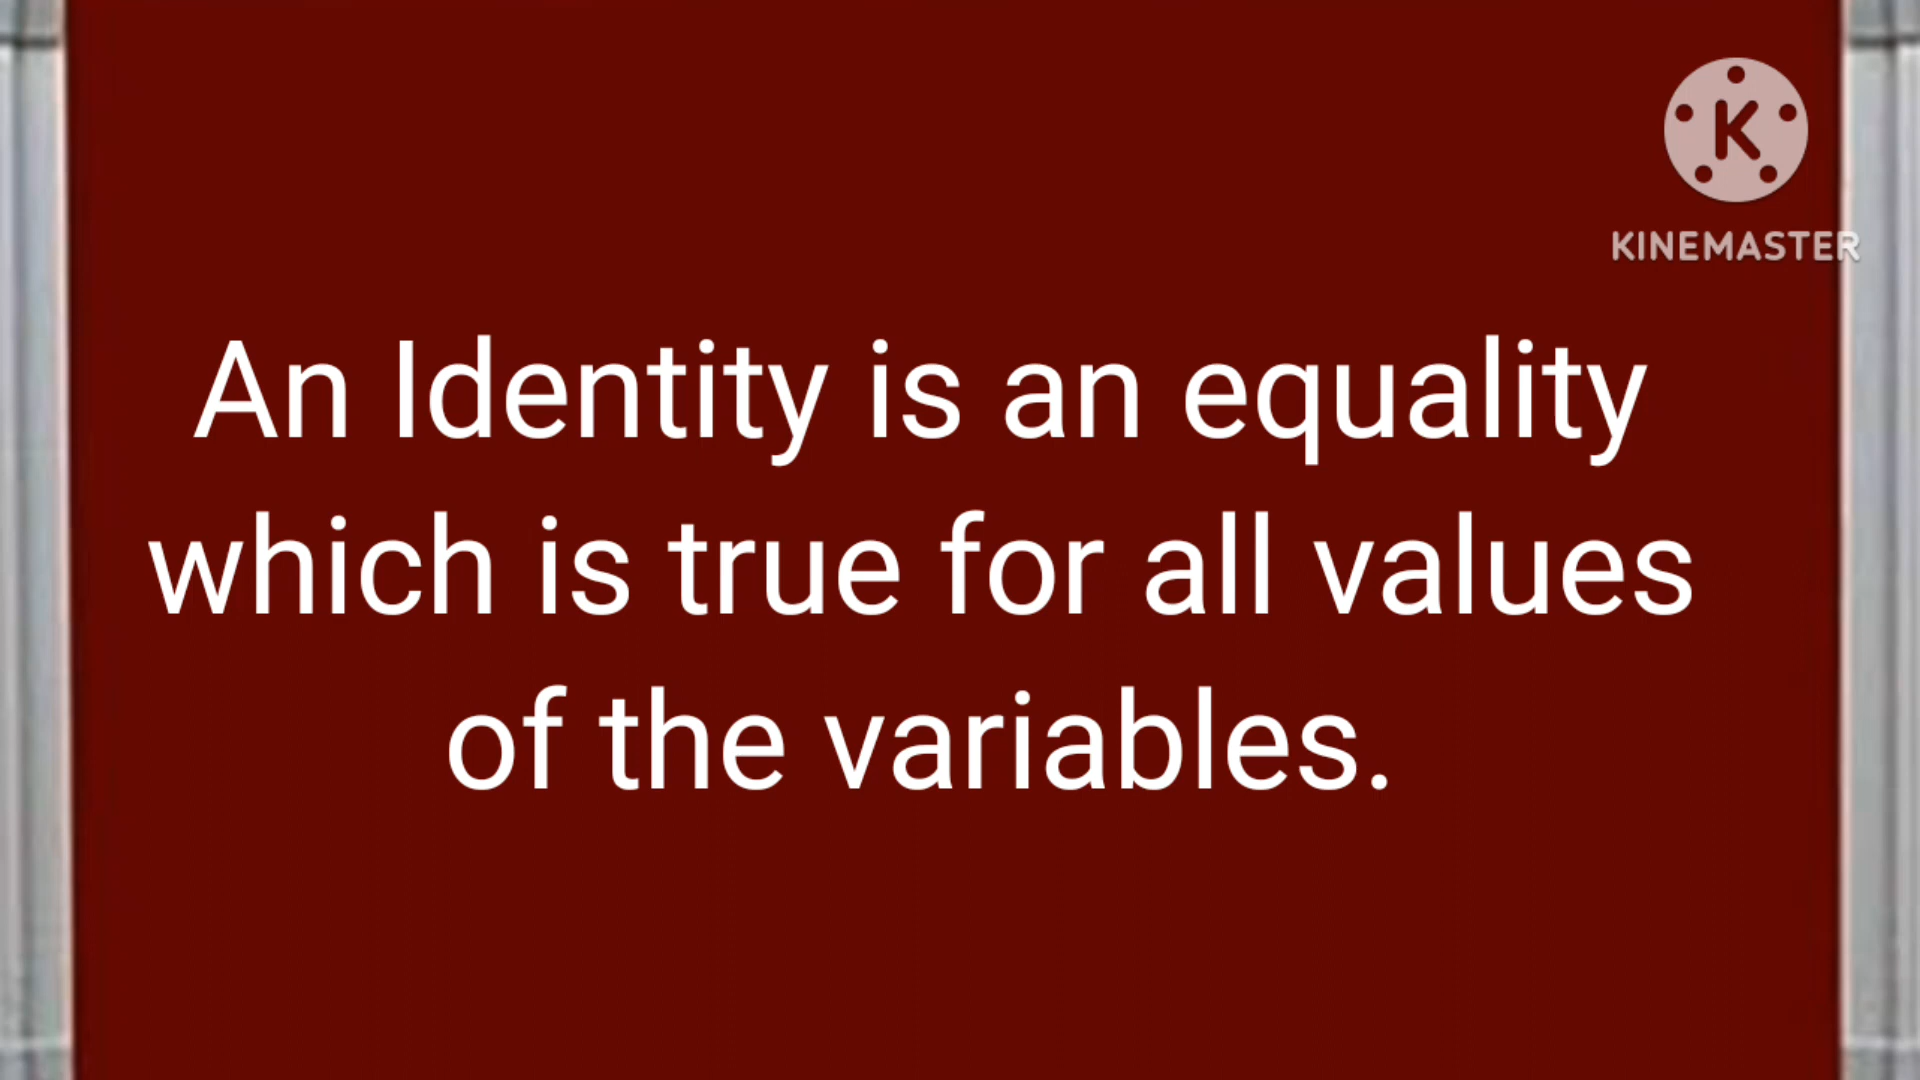 K
KINEMASTER
An Identity is an equality
which is true for all values
of the variables.